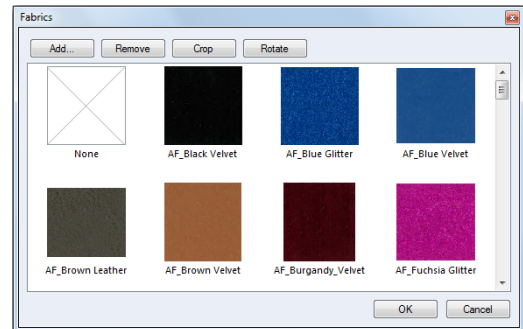 Fabrics
Add... Remove Crop Rotate
None AF_Black Velvet AF_Blue Glitter AF_Blue Velvet
AF_Brown Leather AF_Brown Velvet AF_Burgandy_Velvet AF_Fuchsia Glitter
OK Cancel